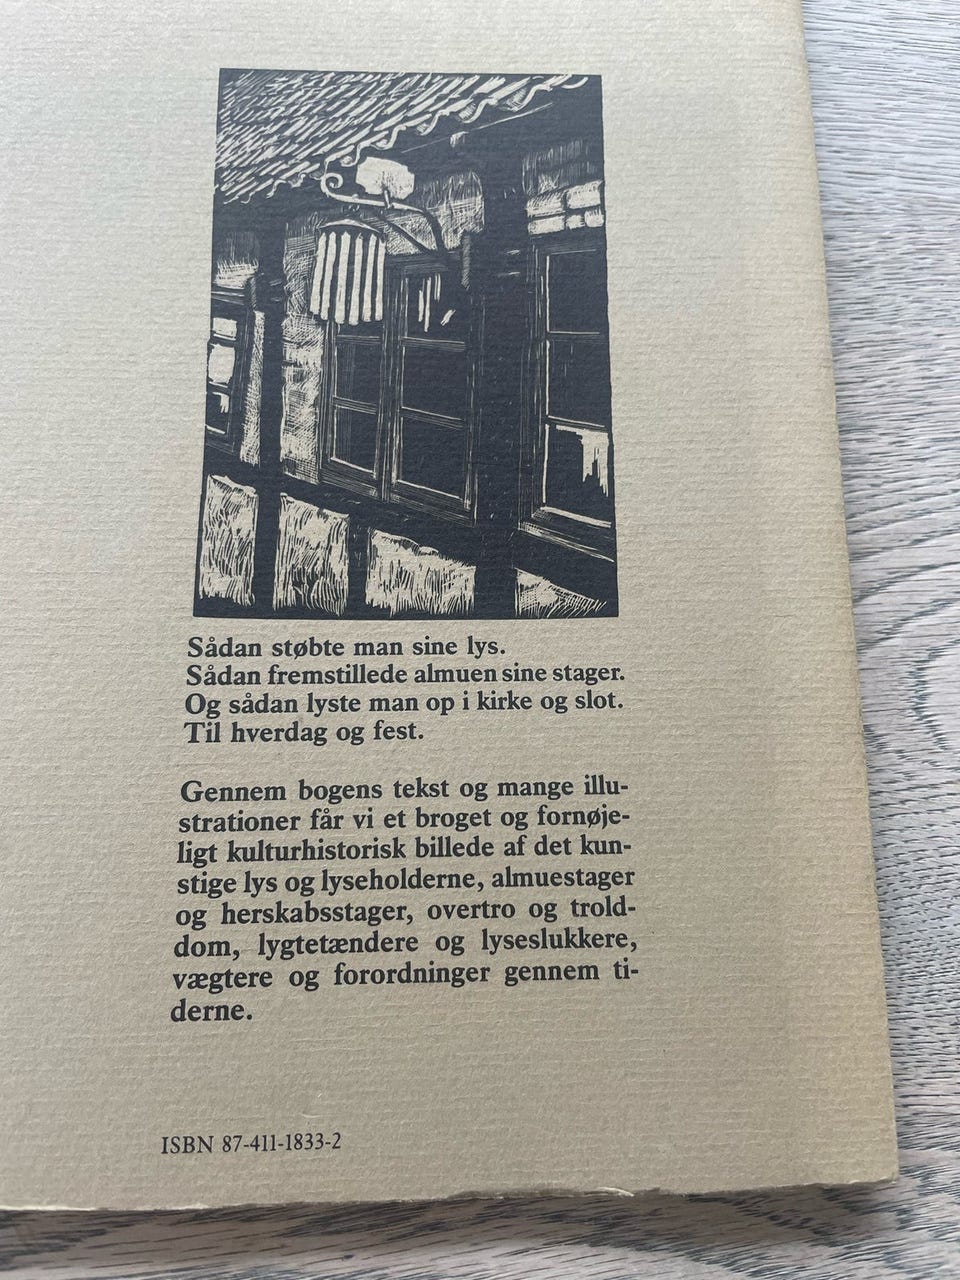 Sådan støbte man sine lys.
Sådan fremstillede almuen sine stager.
Og sådan lyste man op i kirke og slot.
Til hverdag og fest.
Gennem bogens tekst og mange illu-
strationer får vi et broget og fornøje-
ligt kulturhistorisk billede af det kun-
stige lys og lyseholderne, almuestager
og herskabsstager, overtro og trold-
dom, lygtetændere og lyseslukkere,
vægtere og forordninger gennem ti-
derne.
ISBN 87-411-1833-2